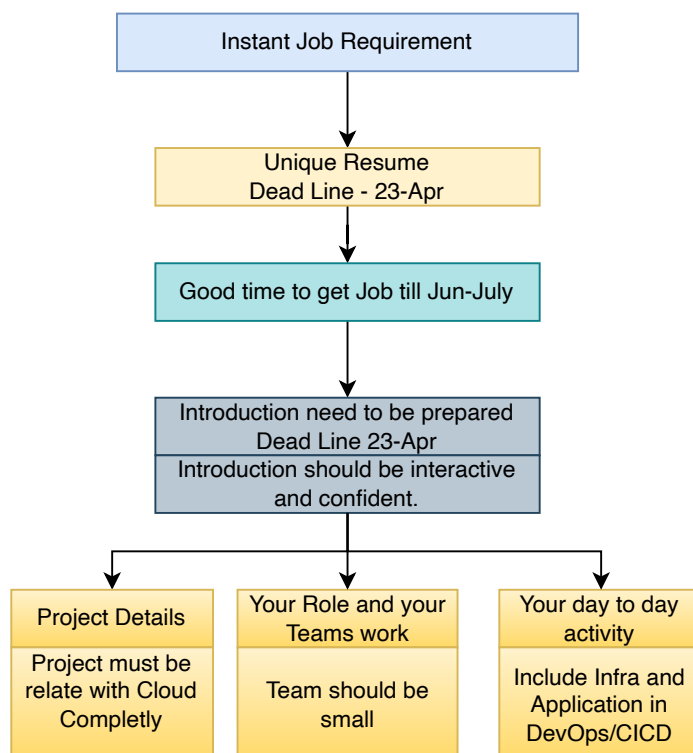 Instant Job Requirement
Unique Resume
Dead Line - 23-Apr
Good time to get Job till Jun-July
Introduction need to be prepared
Dead Line 23-Apr
Introduction should be interactive
and confident.
Project Details
Project must be
relate with Cloud
Completly
Your Role and your
Teams work
Team should be
small
Your day to day
activity
Include Infra and
Application in
DevOps/CICD